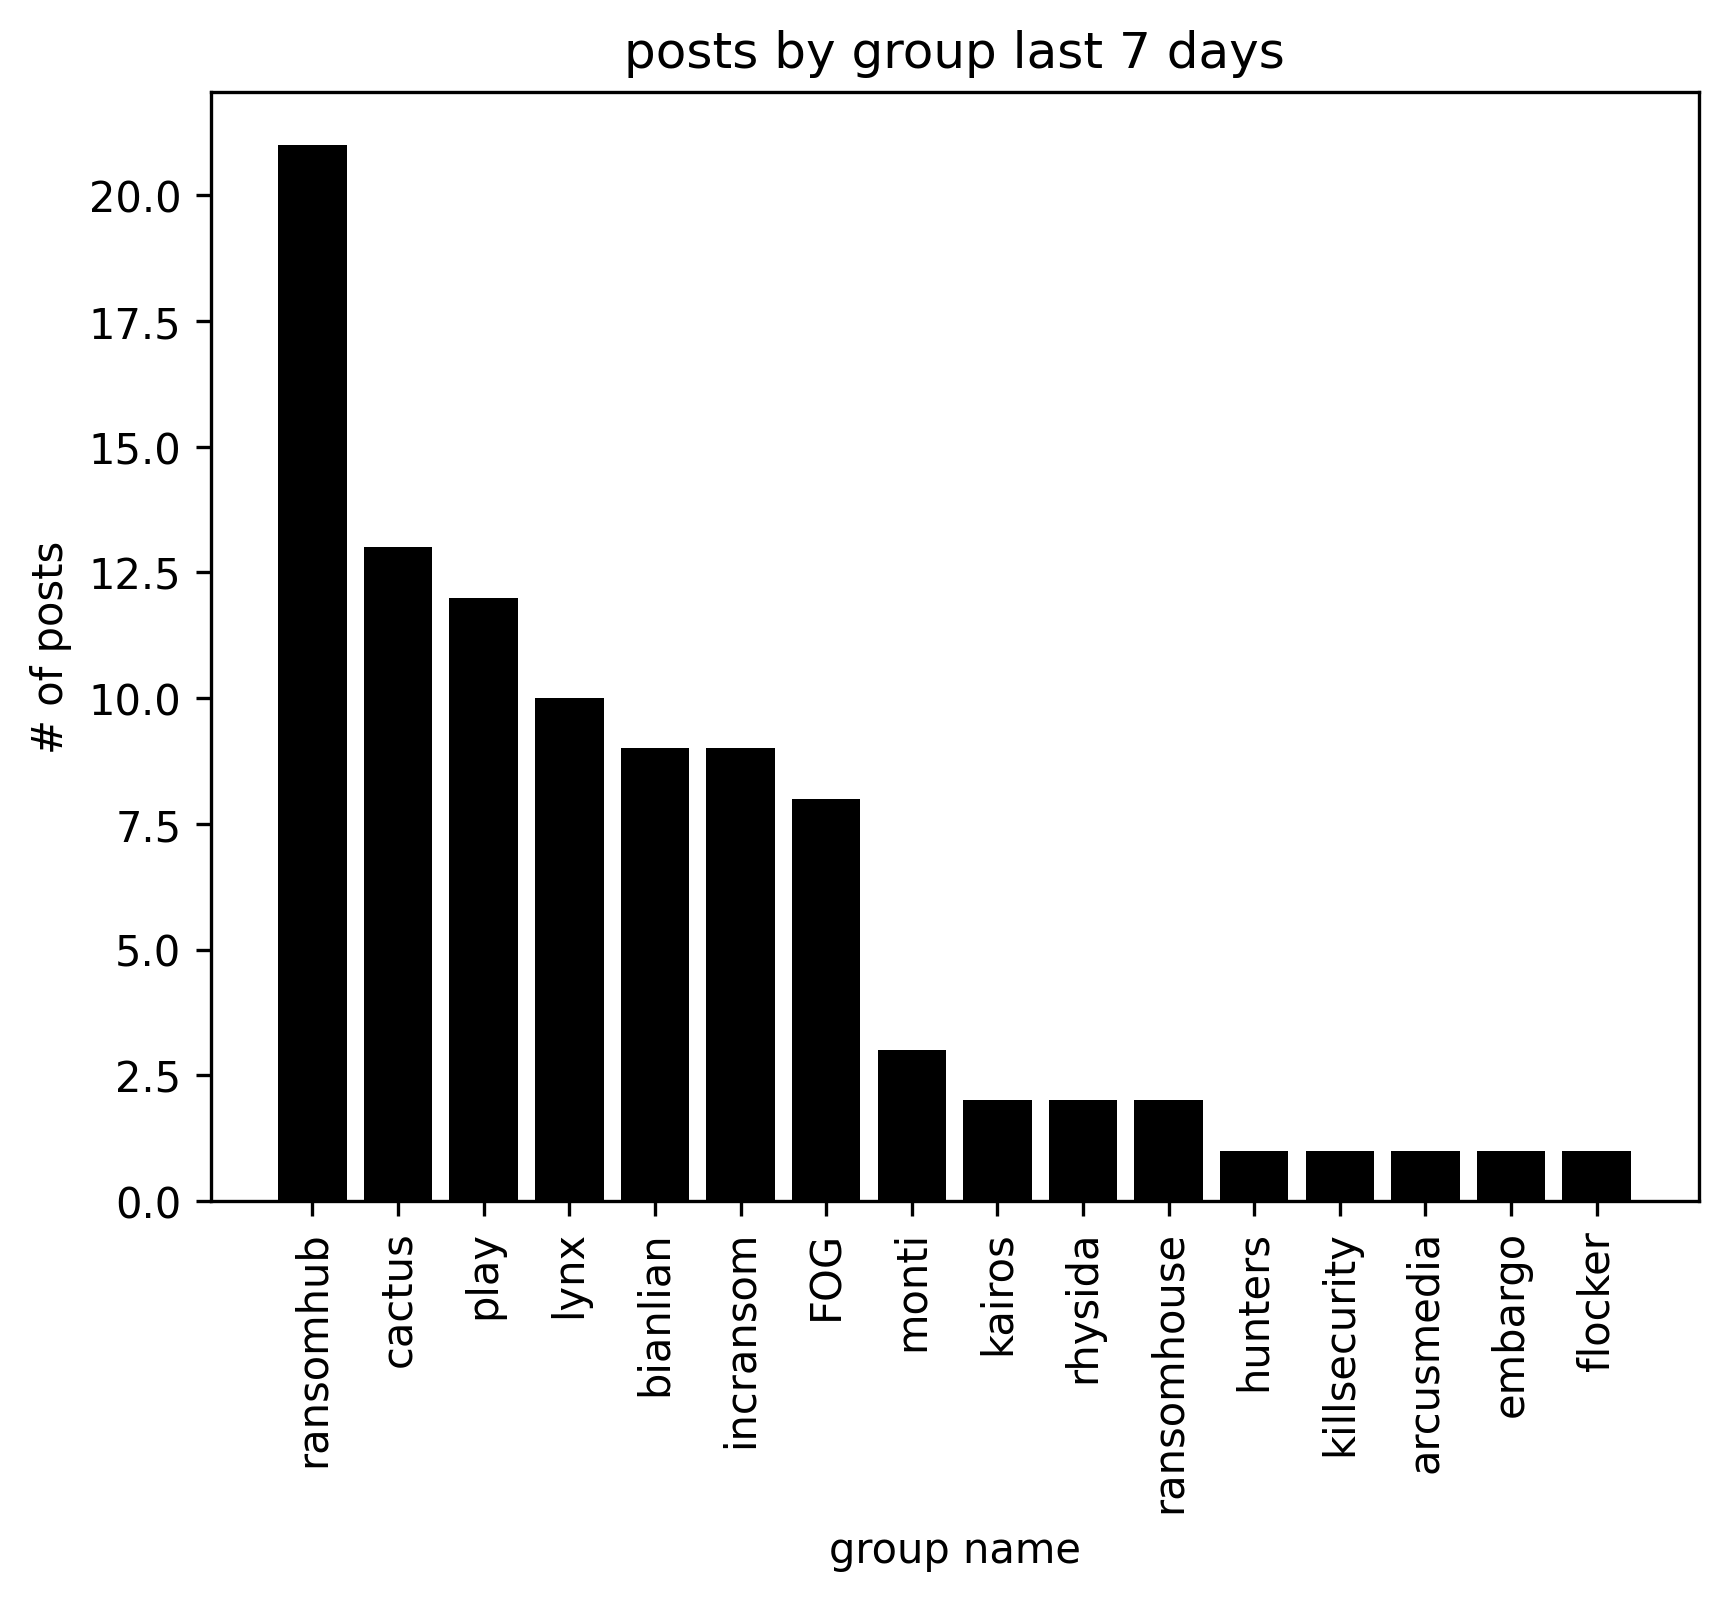 posts by group last 7 days
# of posts
20.0
17.5
15.0
12.5
10.0
7.5
5.0
2.5
0.0
ransomhub
cactus
play
lynx
bianlian
incransom
FOG
monti
kairos
rhysida
ransomhouse
hunters
killsecurity
arcusmedia
embargo
flocker
group name